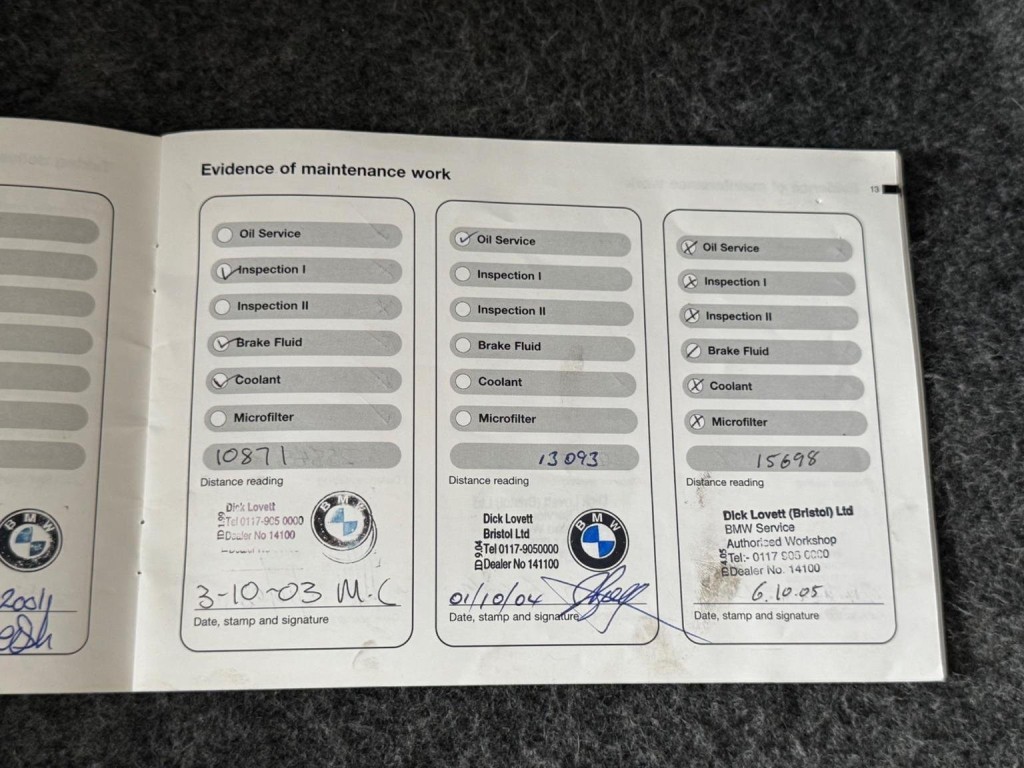 Evidence of maintenance work
13
Oil Service
Inspection I
Inspection II
Brake Fluid
Coolant
Microfilter
10871
Distance reading
Dick Lovett
Tel 0117-905 0000
Dealer No 14100
BMW
3-10-03 M.C
Date, stamp and signature
Oil Service
Inspection I
Inspection II
Brake Fluid
Coolant
Microfilter
13093
Distance reading
Dick Lovett
Bristol Ltd
Tel 0117-9050000
Dealer No 141100
ID9.04
BMW
01/10/04
Date, stamp and signature
Oil Service
Inspection I
Inspection II
Brake Fluid
Coolant
Microfilter
15698
Distance reading
Dick Lovett (Bristol) Ltd
BMW Service
Authorised Workshop
Tel:- 0117 905 0000
Dealer No. 14100
6.10.05
Date, stamp and signature
BMW
2001